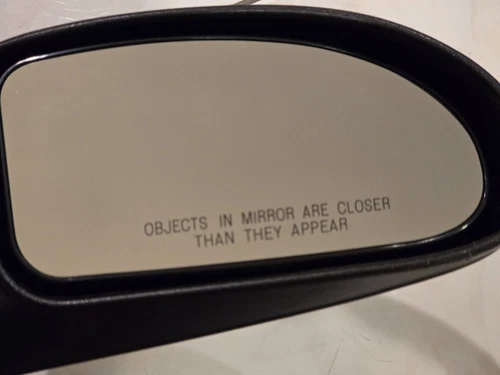 OBJECTS IN MIRROR ARE CLOSER
THAN THEY APPEAR